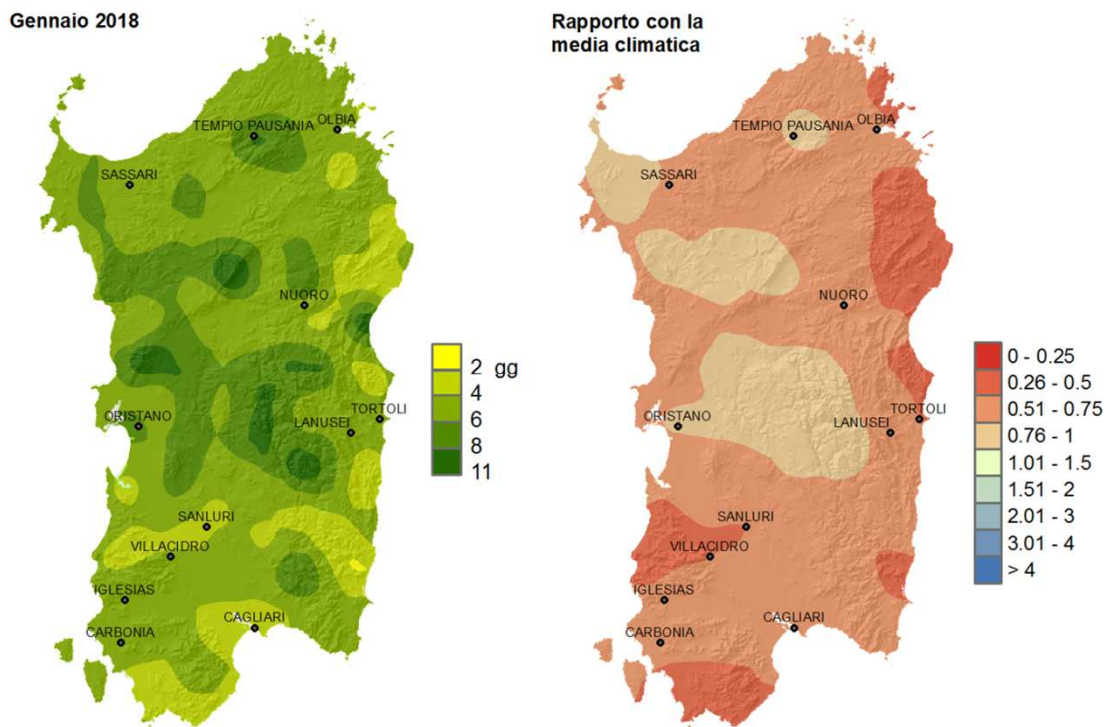 Gennaio 2018
TEMPIO PAUSANIA
OLBIA
SASSARI
NUORO
ORISTANO
TORTOLI
LANUSEI
SANLURI
VILLACIDRO
IGLESIAS
CAGLIARI
CARBONIA
2 gg
4
6
8
11
Rapporto con la
media climatica
TEMPIO PAUSANIA
OLBIA
SASSARI
NUORO
ORISTANO
TORTOLI
LANUSEI
SANLURI
VILLACIDRO
IGLESIAS
CAGLIARI
CARBONIA
0 - 0.25
0.26 - 0.5
0.51 - 0.75
0.76 - 1
1.01 - 1.5
1.51 - 2
2.01 - 3
3.01 - 4
> 4